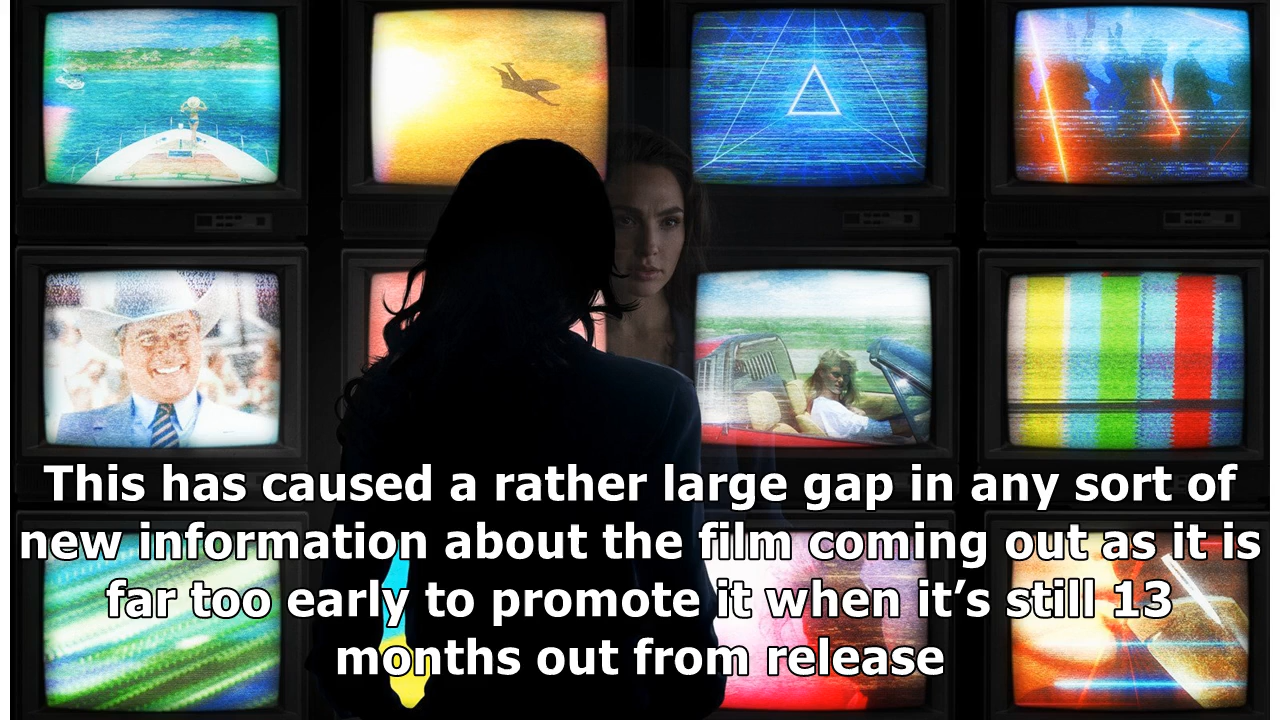 This has caused a rather large gap in any sort of
new information about the film coming out as it is
far too early to promote it when it’s still 13
months out from release